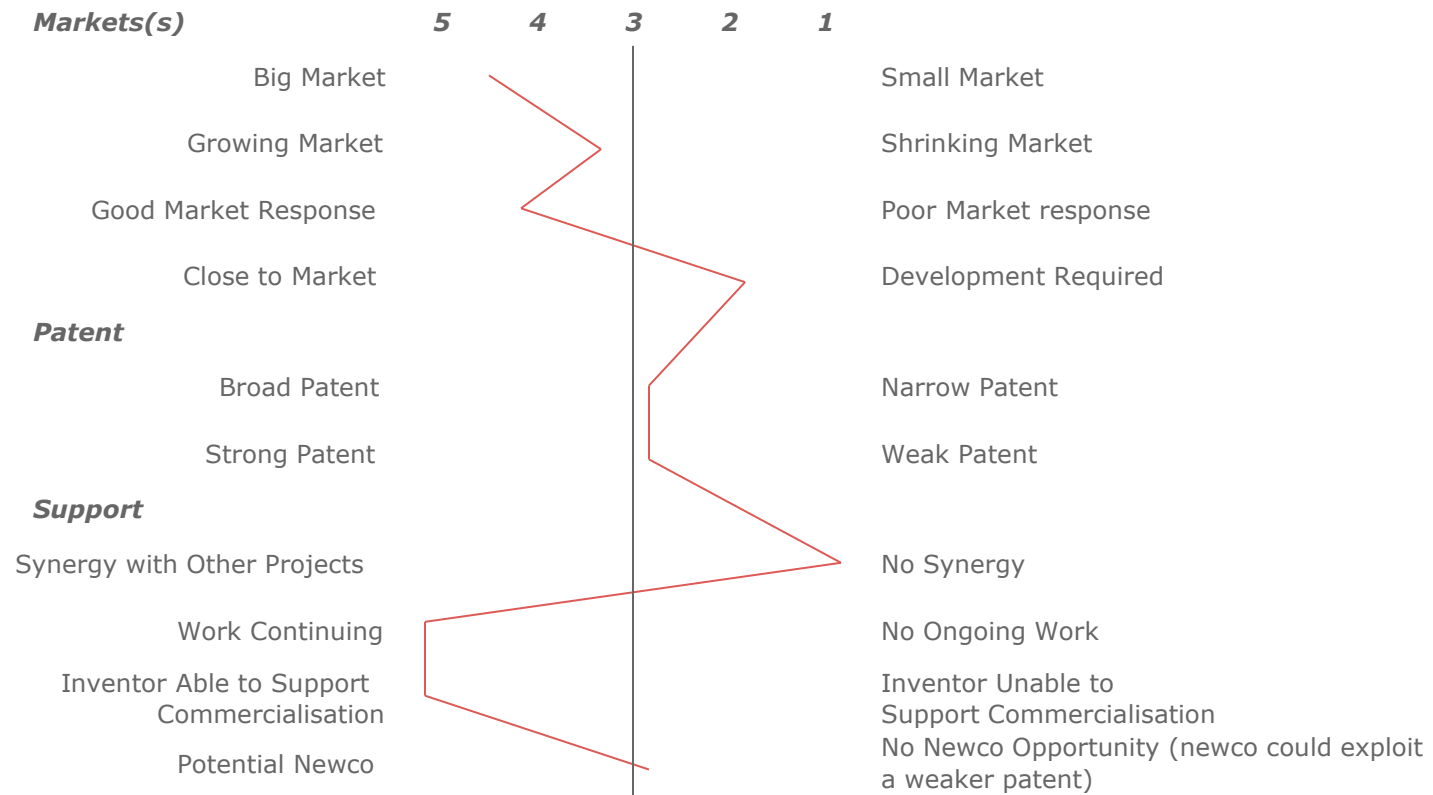 Markets(s) 5 4 3 2 1
Big Market Small Market
Growing Market Shrinking Market
Good Market Response Poor Market response
Close to Market Development Required
Patent
Broad Patent Narrow Patent
Strong Patent Weak Patent
Support
Synergy with Other Projects No Synergy
Work Continuing No Ongoing Work
Inventor Able to Support
Commercialisation
Inventor Unable to
Support Commercialisation
Potential Newco
No Newco Opportunity (newco could exploit
a weaker patent)